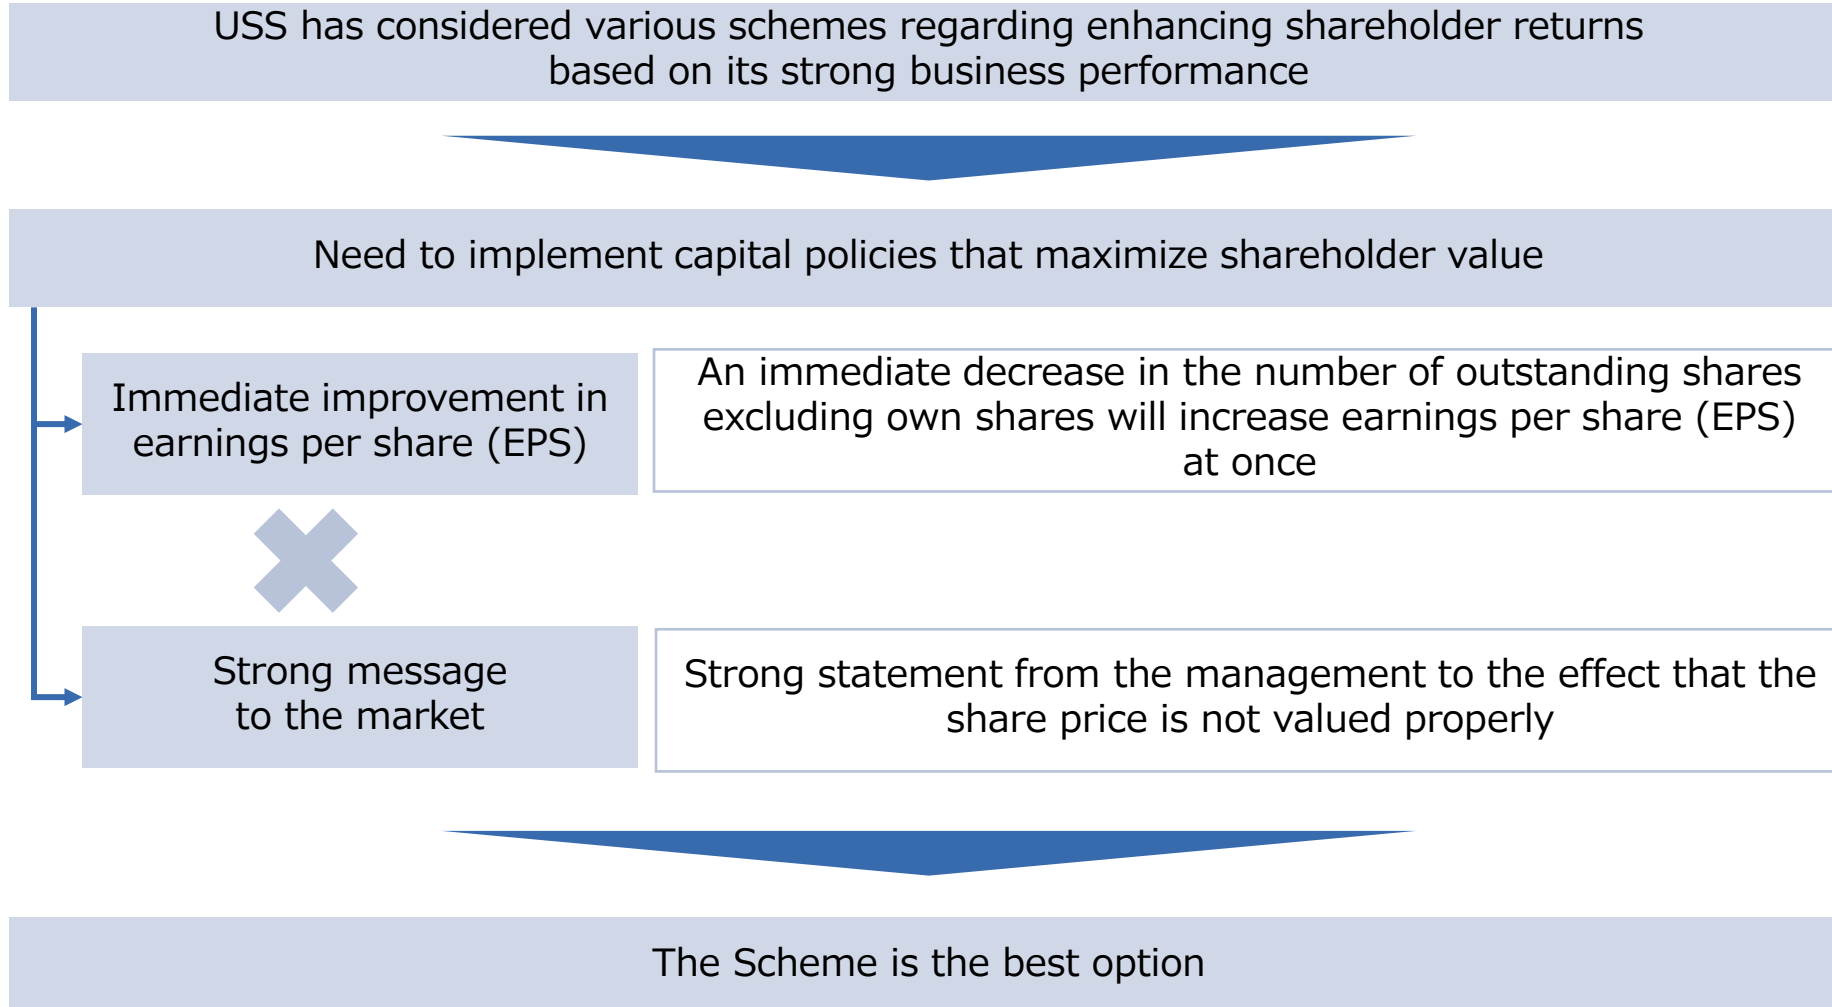 USS has considered various schemes regarding enhancing shareholder returns
based on its strong business performance
Need to implement capital policies that maximize shareholder value
Immediate improvement in
earnings per share (EPS)
An immediate decrease in the number of outstanding shares
excluding own shares will increase earnings per share (EPS)
at once
Strong message
to the market
Strong statement from the management to the effect that the
share price is not valued properly
The Scheme is the best option